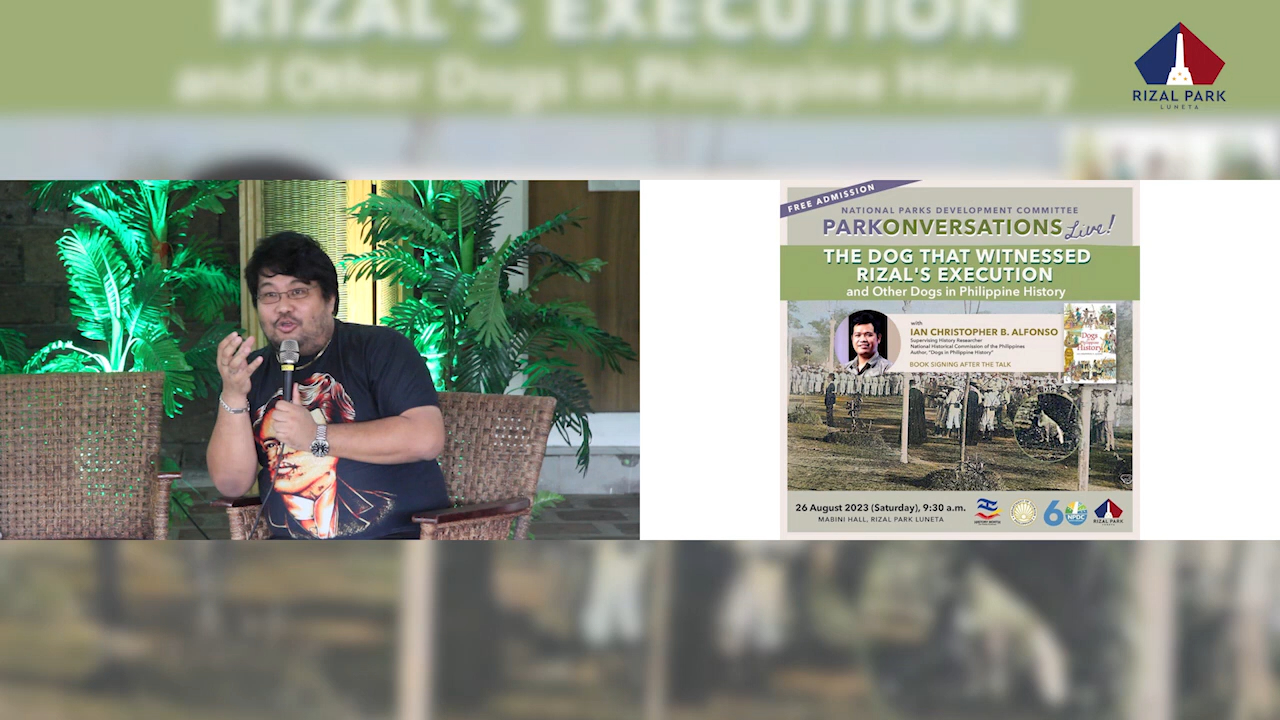 RIZAL'S EXECUTION
and Other Dogs in Philippine History
RIZAL PARK
LUNETA
FREE ADMISSION
NATIONAL PARKS DEVELOPMENT COMMITTEE
PARKONVERSATIONS Live!
THE DOG THAT WITNESSED
RIZAL'S EXECUTION
and Other Dogs in Philippine History
with
IAN CHRISTOPHER B. ALFONSO
Supervising History Researcher
National Historical Commission of the Philippines
Author, "Dogs in Philippine History"
BOOK SIGNING AFTER THE TALK
Dogs
in
Philippine
History
26 August 2023 (Saturday), 9:30 a.m.
MABINI HALL, RIZAL PARK LUNETA
60
NPDC
RIZAL PARK